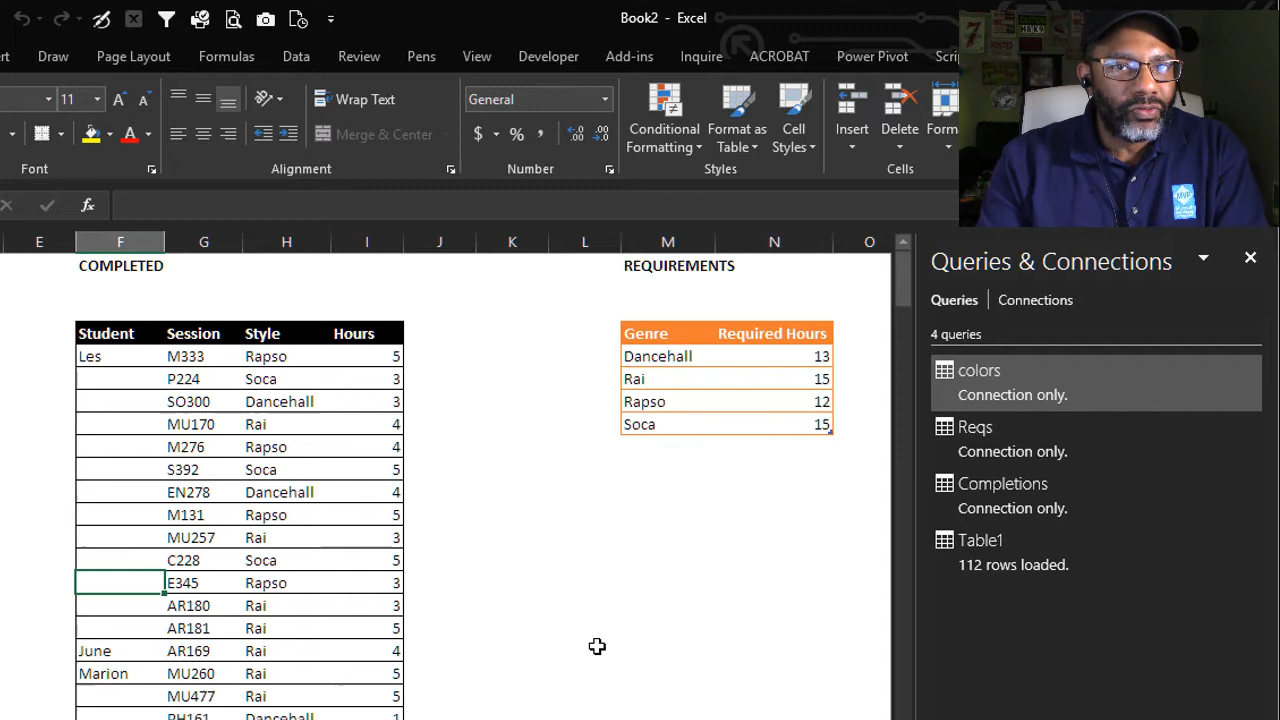 Book2 - Excel
Draw Page Layout Formulas Data Review Pens View Developer Add-ins Inquire ACROBAT Power Pivot
11 Wrap Text General
Merge & Center $ % ,
Conditional Formatting Format as Table Cell Styles Insert Delete
Font Alignment Number Styles Cells
fx
E F G H I J K L M N O
COMPLETED REQUIREMENTS
Student Session Style Hours Genre Required Hours
Les M333 Rapso 5 Dancehall 13
P224 Soca 3 Rai 15
SO300 Dancehall 3 Rapso 12
MU170 Rai 4 Soca 15
M276 Rapso 4
S392 Soca 5
EN278 Dancehall 4
M131 Rapso 5
MU257 Rai 3
C228 Soca 5
E345 Rapso 3
AR180 Rai 3
AR181 Rai 5
June AR169 Rai 4
Marion MU260 Rai 5
MU477 Rai 5
PH161 Dancehall 1
Queries & Connections
Queries Connections
4 queries
colors
Connection only.
Reqs
Connection only.
Completions
Connection only.
Table1
112 rows loaded.
MVP